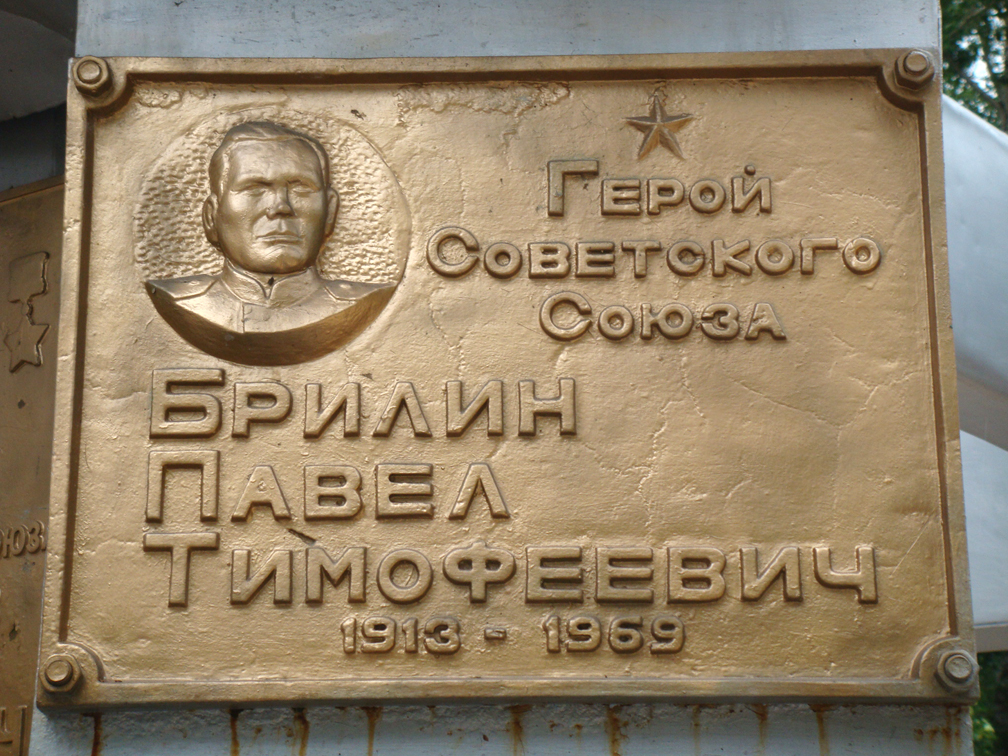 Герой
Советского
Союза
Брилин
Павел
Тимофеевич
1913 - 1969